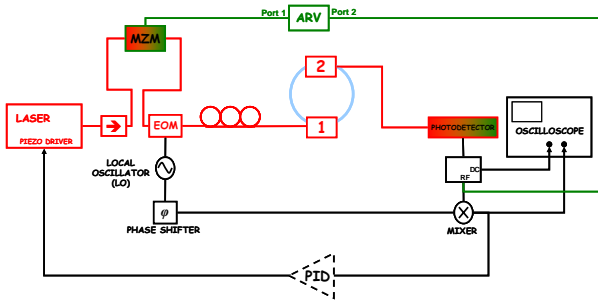 Port 1
ARV
Port 2
MZM
2
LASER
PIEZO DRIVER
EOM
1
PHOTODETECTOR
OSCILLOSCOPE
LOCAL
OSCILLATOR
(LO)
DC
RF
φ
PHASE SHIFTER
MIXER
PID